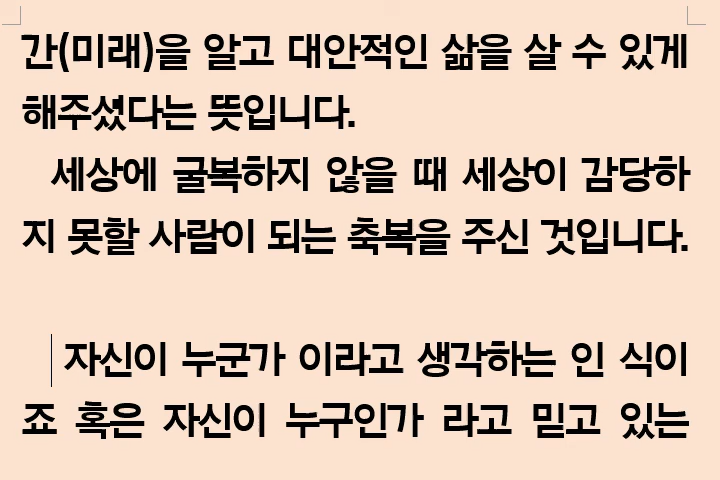 간(미래)을 알고 대안적인 삶을 살 수 있게
해주셨다는 뜻입니다.
세상에 굴복하지 않을 때 세상이 감당하
지 못할 사람이 되는 축복을 주신 것입니다.
자신이 누군가 이라고 생각하는 인 식이
죠 혹은 자신이 누구인가 라고 믿고 있는